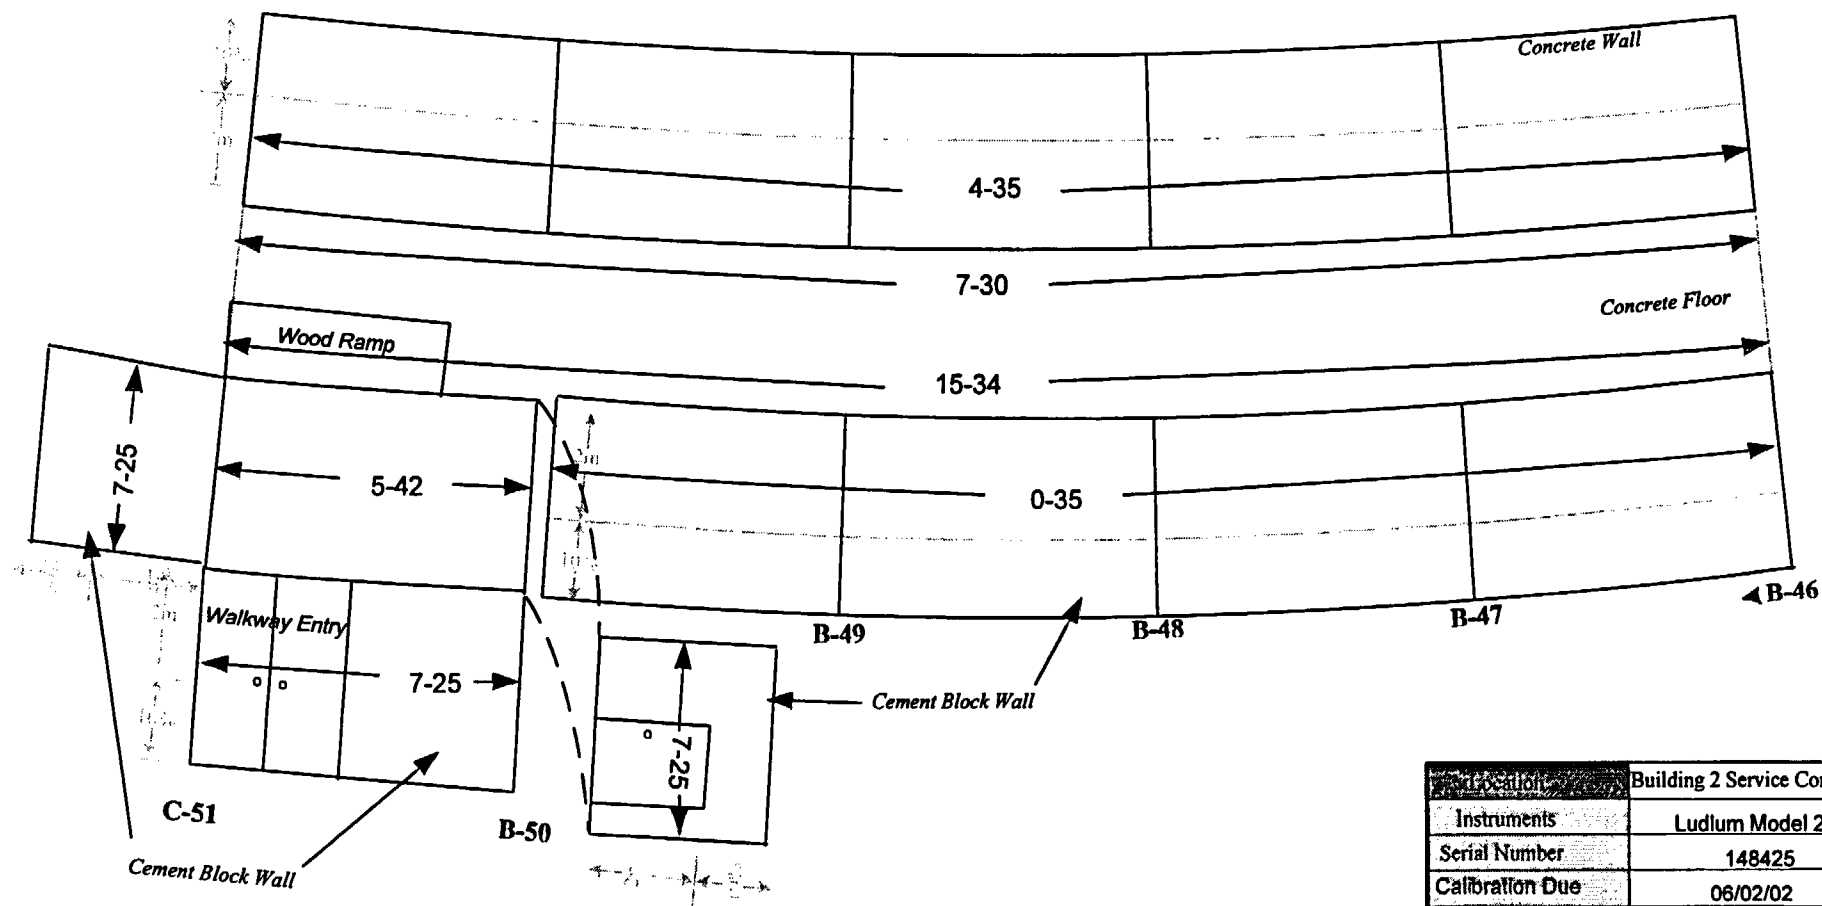 Concrete Wall
4-35
7-30
Concrete Floor
Wood Ramp
15-34
7-25
5-42
0-35
B-46
B-47
B-48
B-49
Walkway Entry
7-25
7-25
Cement Block Wall
C-51
B-50
Cement Block Wall
Location Building 2 Service
Instruments Ludlum Model
Serial Number 148425
Calibration Due 06/02/02